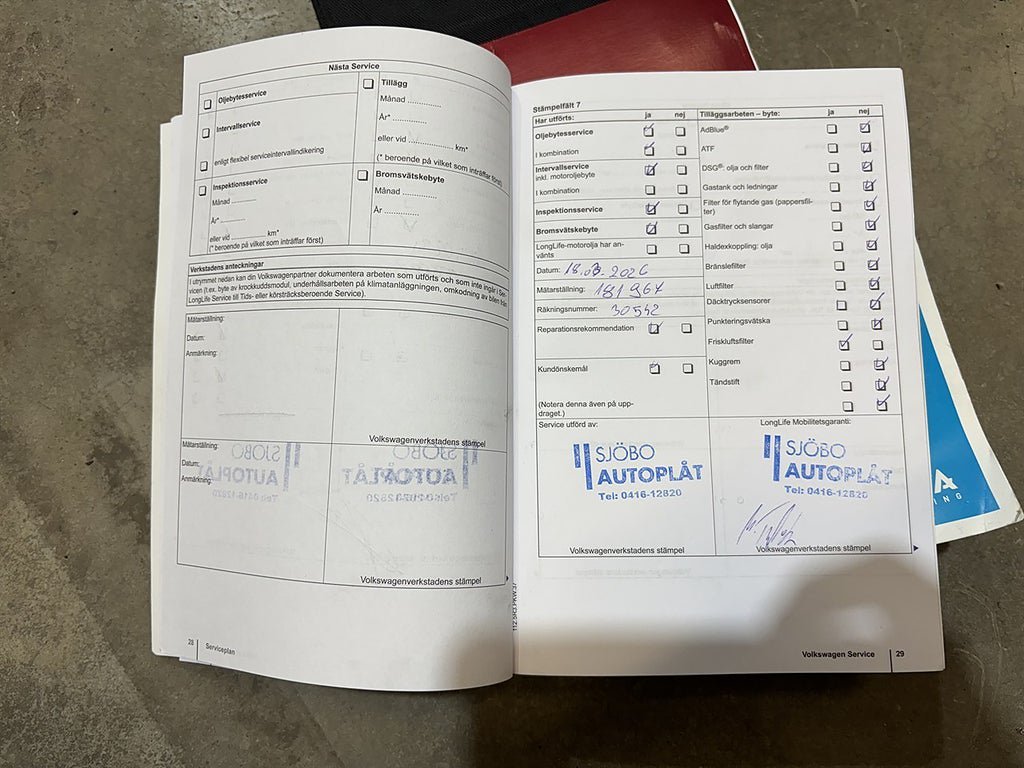 Nästa Service
Oljebytesservice
Intervallservice
enligt flexibel serviceintervallindikering
Inspektionsservice
Månad ..............
År* ..............
eller vid .............. km*
(* beroende på vilket som inträffar först)
Tillägg
Månad ..............
År* ..............
eller vid .............. km*
(* beroende på vilket som inträffar först)
Bromsvätskebyte
Månad ..............
År ..............
Verkstadens anteckningar
I utrymmet nedan kan din Volkswagenpartner dokumentera arbeten som utförts och som inte ingår i Ser-
vicen (t.ex. byte av krockkuddsmodul, underhållsarbeten på klimatanläggningen, omkodning av bilen från
LongLife Service till Tids- eller körsträcksberoende Service).
Mätarställning:
Datum:
Anmärkning:
Volkswagenverkstadens stämpel
Mätarställning:
Datum:
Anmärkning:
Volkswagenverkstadens stämpel
28 Serviceplan
Stämpelfält 7
Har utförts: ja nej
Oljebytesservice
I kombination
Intervallservice
inkl. motoroljebyte
I kombination
Inspektionsservice
Bromsvätskebyte
LongLife-motorolja har an-
vänts
Datum: 18.03.2026
Mätarställning: 181 964
Räkningsnummer: 30542
Reparationsrekommendation
Kundönskemål
(Notera denna även på upp-
draget.)
Tilläggsarbeten – byte: ja nej
AdBlue®
ATF
DSG®: olja och filter
Gastank och ledningar
Filter för flytande gas (pappersfil-
ter)
Gasfilter och slangar
Haldexkoppling: olja
Bränslefilter
Luftfilter
Däcktrycksensorer
Punkteringsvätska
Friskluftsfilter
Kuggrem
Tändstift
Service utförd av:
SJÖBO
AUTOPLÅT
Tel: 0416-12820
Volkswagenverkstadens stämpel
LongLife Mobilitetsgaranti:
SJÖBO
AUTOPLÅT
Tel: 0416-12820
Volkswagenverkstadens stämpel
Volkswagen Service 29